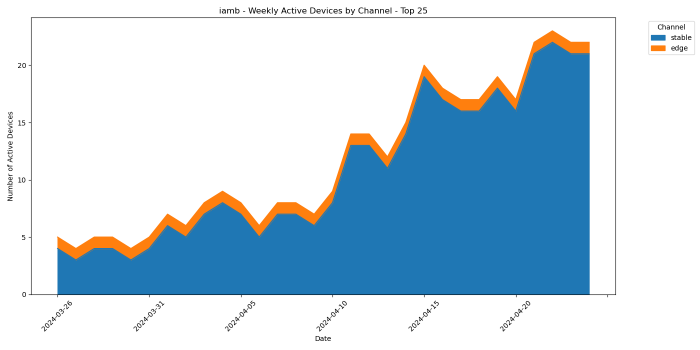 iamb - Weekly Active Devices by Channel - Top 25
Channel
stable
edge
Number of Active Devices
20
15
10
5
0
2024-03-26
2024-03-31
2024-04-05
2024-04-10
2024-04-15
2024-04-20
Date